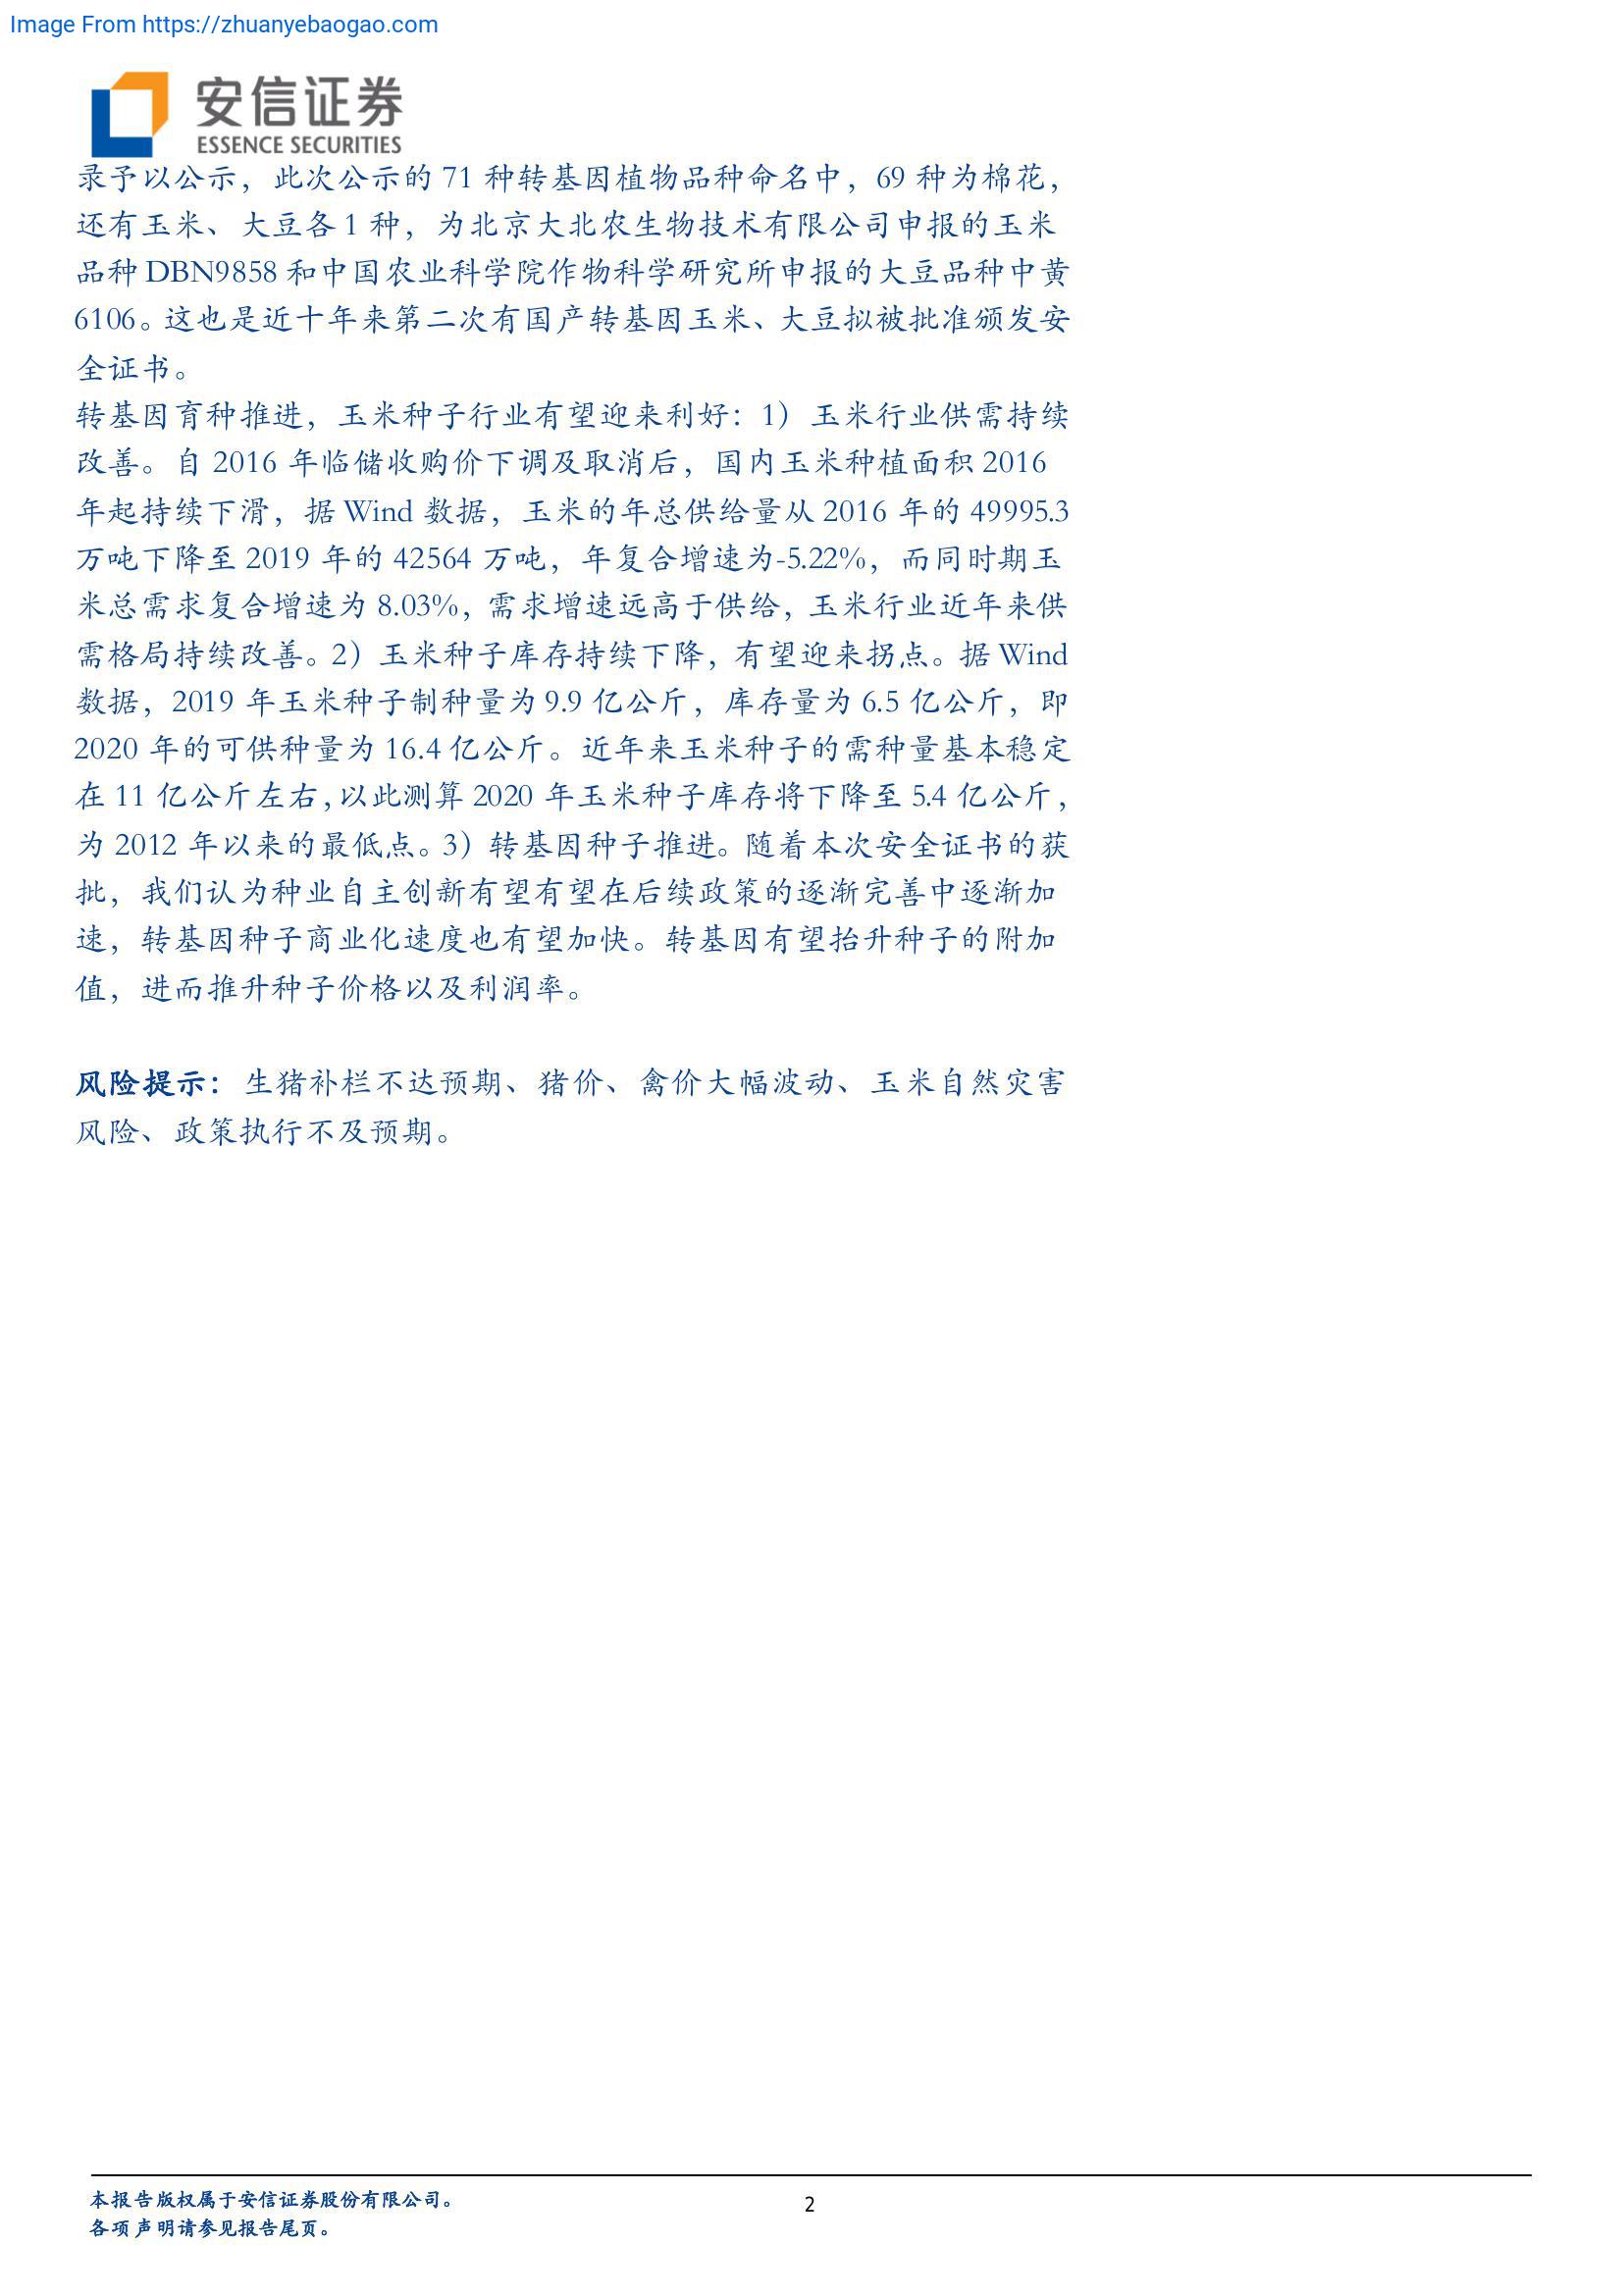 Image From https://zhuanyebaogao.com
安信证券
ESSENCE SECURITIES
录予以公示，此次公示的 71 种转基因植物品种命名中，69 种为棉花，
还有玉米、大豆各 1 种，为北京大北农生物技术有限公司申报的玉米
品种 DBN9858 和中国农业科学院作物科学研究所申报的大豆品种中黄
6106。这也是近十年来第二次有国产转基因玉米、大豆拟被批准颁发安
全证书。
转基因育种推进，玉米种子行业有望迎来利好：1）玉米行业供需持续
改善。自 2016 年临储收购价下调及取消后，国内玉米种植面积 2016
年起持续下滑，据 Wind 数据，玉米的年总供给量从 2016 年的 49995.3
万吨下降至 2019 年的 42564 万吨，年复合增速为-5.22%，而同时期玉
米总需求复合增速为 8.03%，需求增速远高于供给，玉米行业近年来供
需格局持续改善。2）玉米种子库存持续下降，有望迎来拐点。据 Wind
数据，2019 年玉米种子制种量为 9.9 亿公斤，库存量为 6.5 亿公斤，即
2020 年的可供种量为 16.4 亿公斤。近年来玉米种子的需种量基本稳定
在 11 亿公斤左右，以此测算 2020 年玉米种子库存将下降至 5.4 亿公斤，
为 2012 年以来的最低点。3）转基因种子推进。随着本次安全证书的获
批，我们认为种业自主创新有望有望在后续政策的逐渐完善中逐渐加
速，转基因种子商业化速度也有望加快。转基因有望抬升种子的附加
值，进而推升种子价格以及利润率。
风险提示：生猪补栏不达预期、猪价、禽价大幅波动、玉米自然灾害
风险、政策执行不及预期。
本报告版权属于安信证券股份有限公司。
2
各项声明请参见报告尾页。